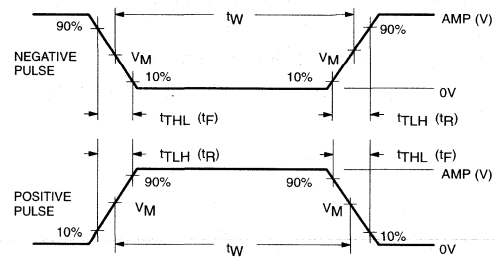 tW
90%
90%
AMP (V)
NEGATIVE
PULSE
VM
VM
10%
10%
0V
tTHL (tF)
tTLH (tR)
tTLH (tR)
tTHL (tF)
AMP (V)
90%
90%
POSITIVE
PULSE
VM
VM
10%
10%
tW
0V